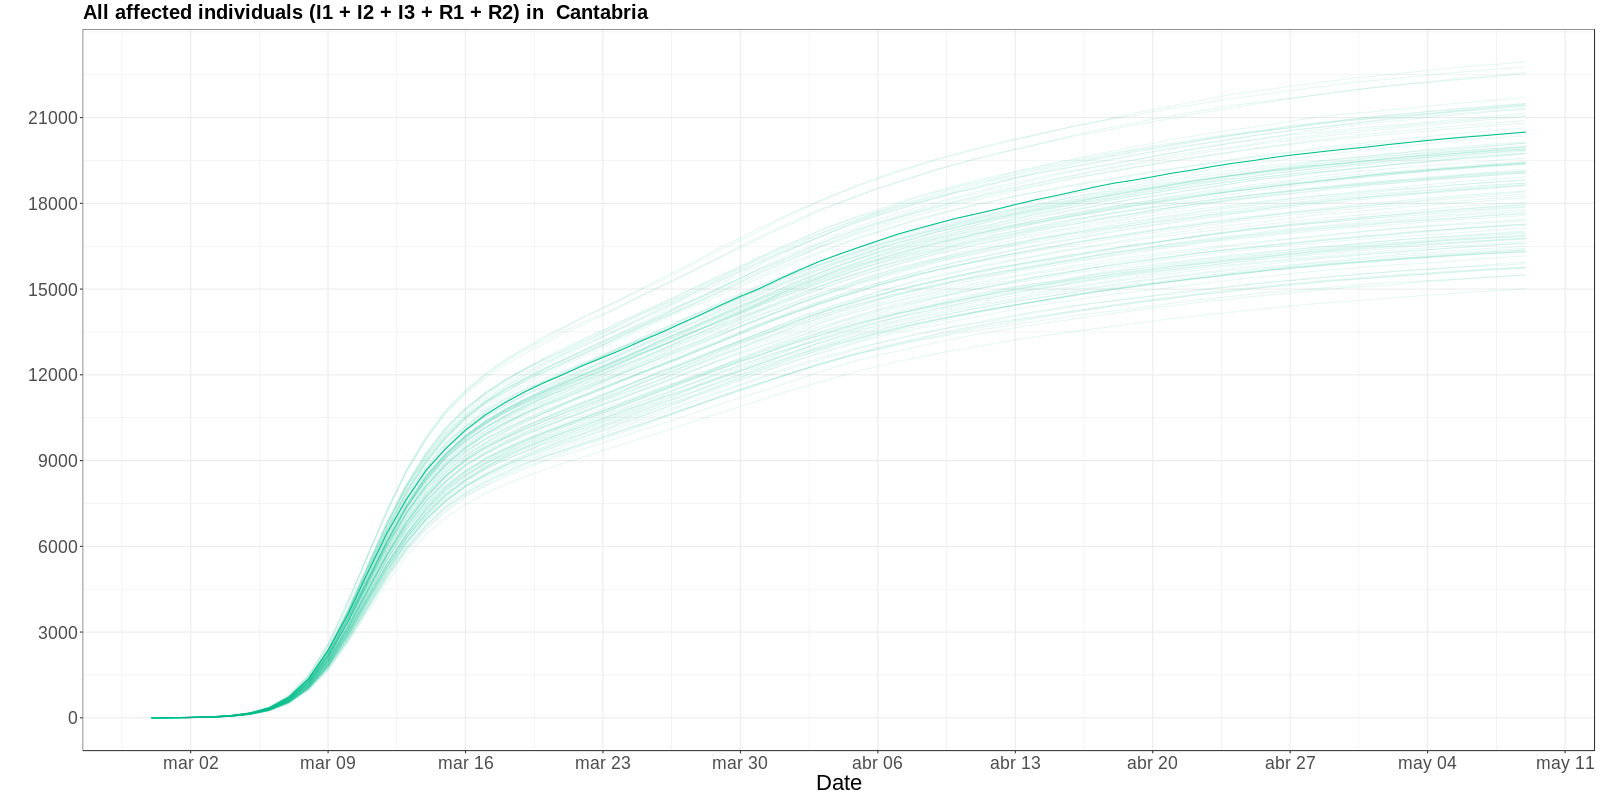 All affected individuals (I1 + I2 + I3 + R1 + R2) in  Cantabria
21000
18000
15000
12000
9000
6000
3000
0
mar 02 mar 09 mar 16 mar 23 mar 30 abr 06 abr 13 abr 20 abr 27 may 04 may 11
Date